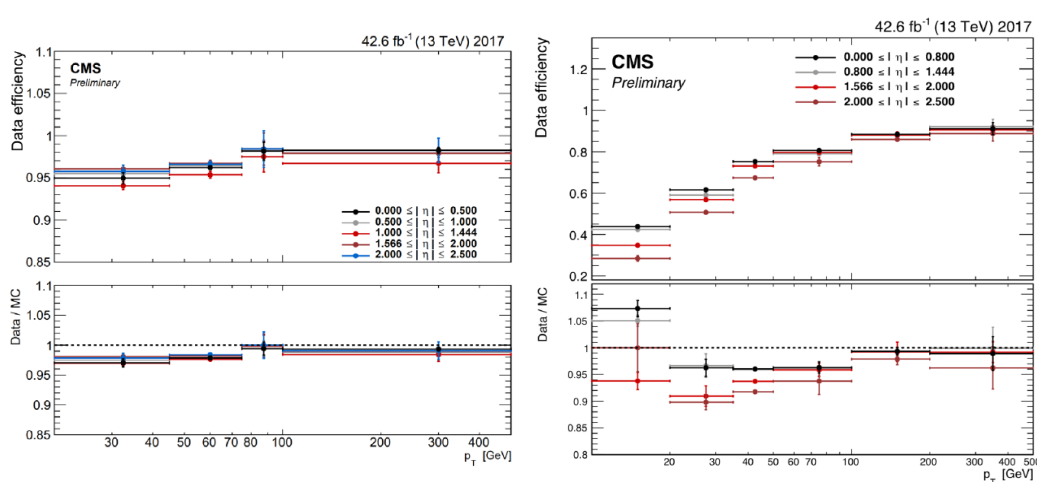 42.6 fb⁻¹ (13 TeV) 2017
CMS
Preliminary
Data efficiency
1.1
1.05
1
0.95
0.9
0.85
0.000 ≤| η | ≤ 0.500
0.500 ≤| η | ≤ 1.000
1.000 ≤| η | ≤ 1.444
1.566 ≤| η | ≤ 2.000
2.000 ≤| η | ≤ 2.500
Data / MC
1.05
1
0.95
0.9
0.85
30 40 50 60 70 80 100 200 300 400
p_T [GeV]
42.6 fb⁻¹ (13 TeV) 2017
CMS
Preliminary
Data efficiency
1.2
1
0.8
0.6
0.4
0.2
0.000 ≤| η | ≤ 0.800
0.800 ≤| η | ≤ 1.444
1.566 ≤| η | ≤ 2.000
2.000 ≤| η | ≤ 2.500
Data / MC
1.1
1.05
1
0.95
0.9
0.85
0.8
20 30 40 50 60 70 100 200 300 400 500
p_T [GeV]